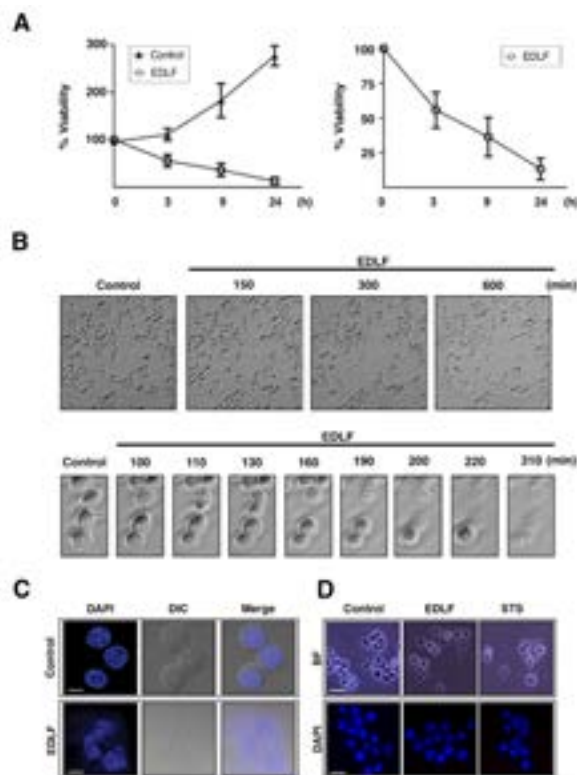 A
300
200
100
% Viability
Control
EDLF
0 3 9 24 (h)
100
75
50
25
% Viability
EDLF
0 3 9 24 (h)
B
EDLF
Control 150 300 600 (min)
EDLF
Control 100 110 130 160 190 200 220 310 (min)
C
DAPI DIC Merge
Control
EDLF
D
Control EDLF STS
BF
DAPI